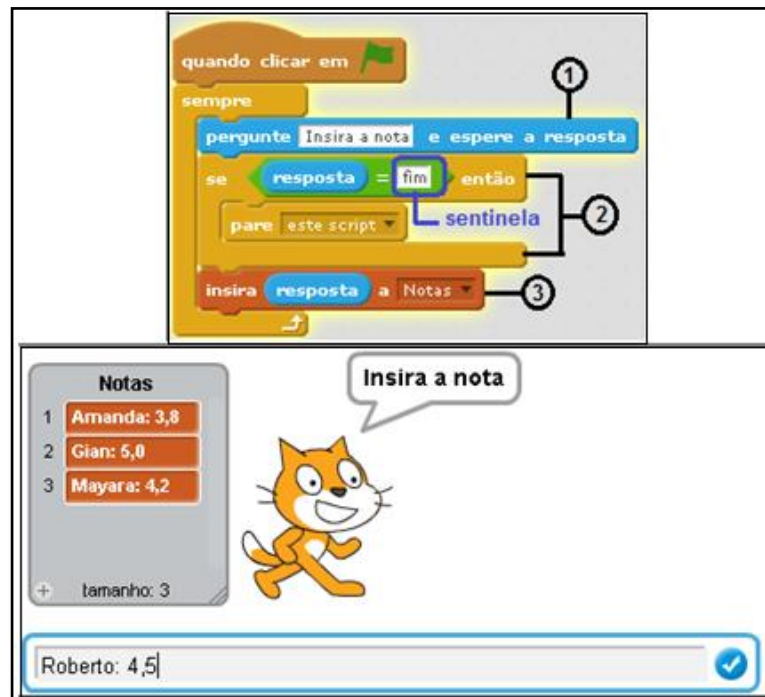 quando clicar em
sempre
1
pergunte Insira a nota e espere a resposta
se resposta = fim então
pare este script
sentinela
2
insira resposta a Notas
3
Notas
1 Amanda: 3,8
2 Gian: 5,0
3 Mayara: 4,2
+ tamanho: 3
Insira a nota
Roberto: 4,5